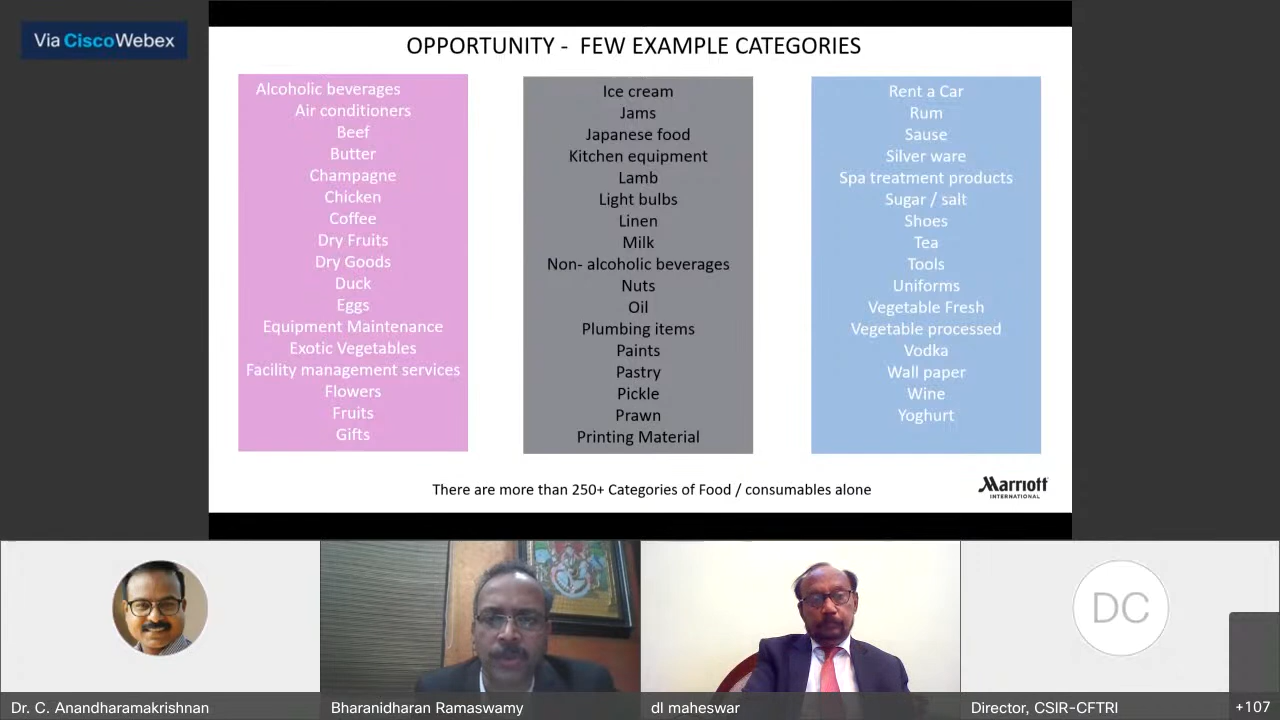 Via CiscoWebex
OPPORTUNITY - FEW EXAMPLE CATEGORIES
Alcoholic beverages
Air conditioners
Beef
Butter
Champagne
Chicken
Coffee
Dry Fruits
Dry Goods
Duck
Eggs
Equipment Maintenance
Exotic Vegetables
Facility management services
Flowers
Fruits
Gifts
Ice cream
Jams
Japanese food
Kitchen equipment
Lamb
Light bulbs
Linen
Milk
Non- alcoholic beverages
Nuts
Oil
Plumbing items
Paints
Pastry
Pickle
Prawn
Printing Material
Rent a Car
Rum
Sause
Silver ware
Spa treatment products
Sugar / salt
Shoes
Tea
Tools
Uniforms
Vegetable Fresh
Vegetable processed
Vodka
Wall paper
Wine
Yoghurt
There are more than 250+ Categories of Food / consumables alone
Marriott
INTERNATIONAL
DC
Dr. C. Anandharamakrishnan
Bharanidharan Ramaswamy
dl maheswar
Director, CSIR-CFTRI
+107